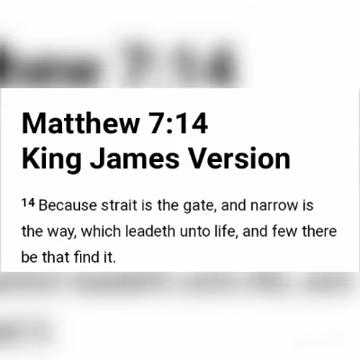 Matthew 7:14
King James Version
14 Because strait is the gate, and narrow is
the way, which leadeth unto life, and few there
be that find it.